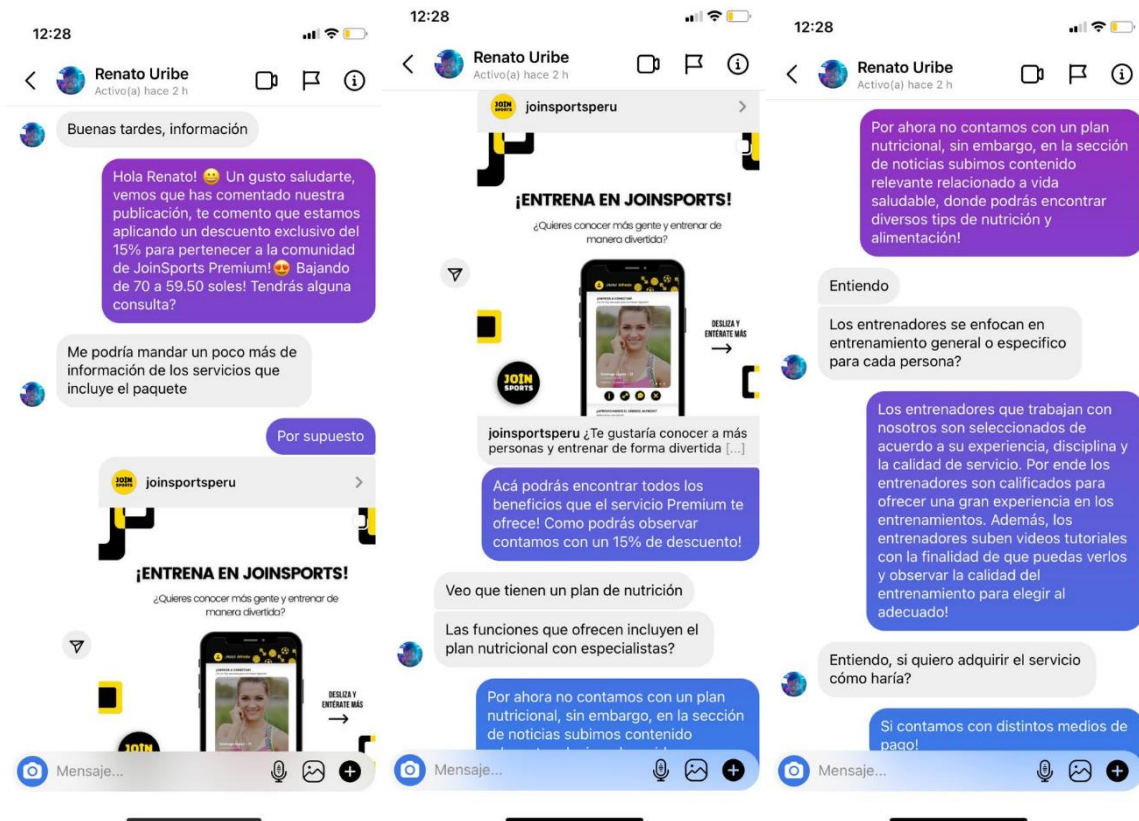 12:28
Renato Uribe
Activo(a) hace 2 h
Buenas tardes, información
Hola Renato! 😀 Un gusto saludarte,
vemos que has comentado nuestra
publicación, te comento que estamos
aplicando un descuento exclusivo del
15% para pertenecer a la comunidad
de JoinSports Premium!😍 Bajando
de 70 a 59.50 soles! Tendrás alguna
consulta?
Me podría mandar un poco más de
información de los servicios que
incluye el paquete
Por supuesto
JOIN
SPORTS
joinsportsperu
¡ENTRENA EN JOINSPORTS!
¿Quieres conocer más gente y entrenar de
manera divertida?
DESLIZA Y
ENTÉRATE MÁS
JOIN
Mensaje...
12:28
Renato Uribe
Activo(a) hace 2 h
JOIN
SPORTS
joinsportsperu
¡ENTRENA EN JOINSPORTS!
¿Quieres conocer más gente y entrenar de
manera divertida?
DESLIZA Y
ENTÉRATE MÁS
JOIN
SPORTS
joinsportsperu ¿Te gustaría conocer a más
personas y entrenar de forma divertida [...]
Acá podrás encontrar todos los
beneficios que el servicio Premium te
ofrece! Como podrás observar
contamos con un 15% de descuento!
Veo que tienen un plan de nutrición
Las funciones que ofrecen incluyen el
plan nutricional con especialistas?
Por ahora no contamos con un plan
nutricional, sin embargo, en la sección
de noticias subimos contenido
Mensaje...
12:28
Renato Uribe
Activo(a) hace 2 h
Por ahora no contamos con un plan
nutricional, sin embargo, en la sección
de noticias subimos contenido
relevante relacionado a vida
saludable, donde podrás encontrar
diversos tips de nutrición y
alimentación!
Entiendo
Los entrenadores se enfocan en
entrenamiento general o especifico
para cada persona?
Los entrenadores que trabajan con
nosotros son seleccionados de
acuerdo a su experiencia, disciplina y
la calidad de servicio. Por ende los
entrenadores son calificados para
ofrecer una gran experiencia en los
entrenamientos. Además, los
entrenadores suben videos tutoriales
con la finalidad de que puedas verlos
y observar la calidad del
entrenamiento para elegir al
adecuado!
Entiendo, si quiero adquirir el servicio
cómo haría?
Si contamos con distintos medios de
pago!
Mensaje...